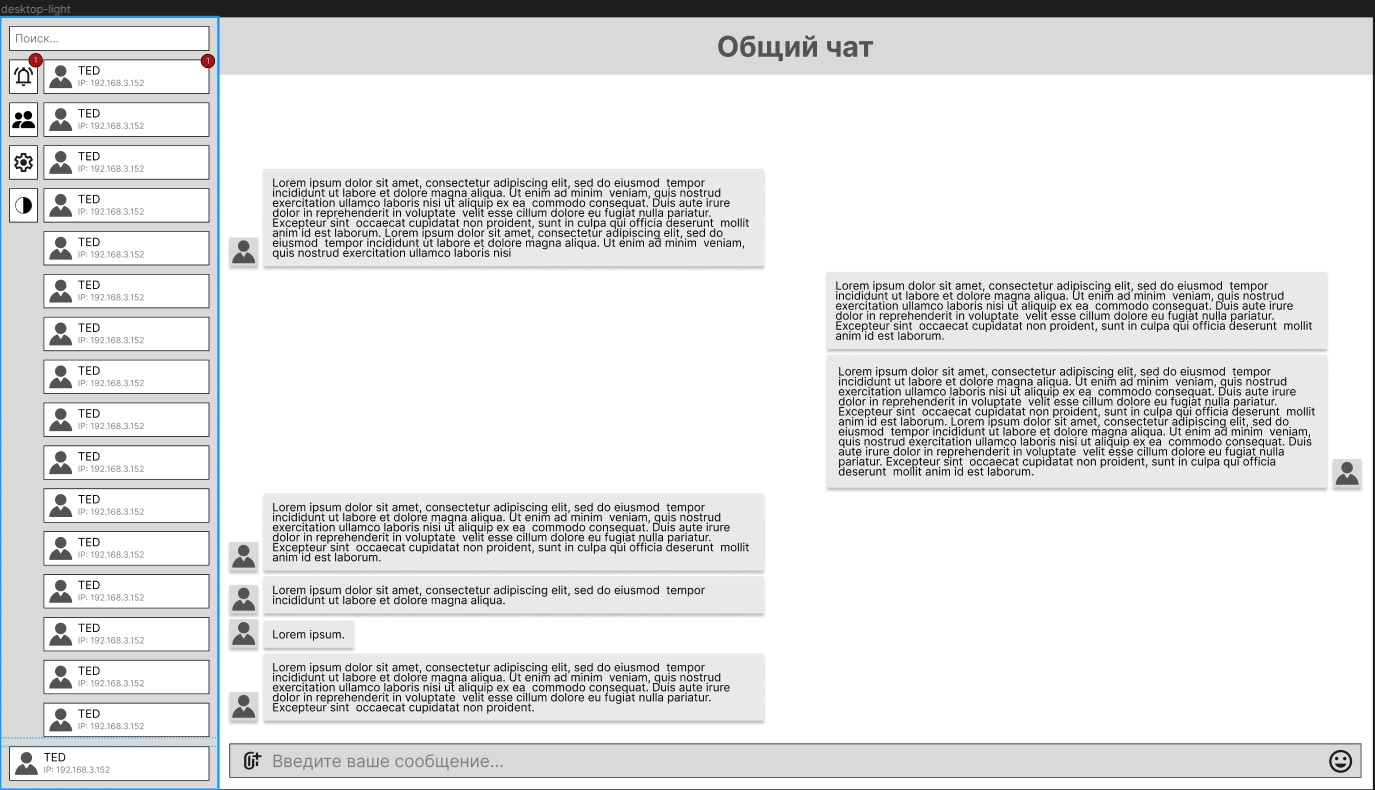 desktop-light
Поиск...
1
1
TED
IP: 192.168.3.152
TED
IP: 192.168.3.152
TED
IP: 192.168.3.152
TED
IP: 192.168.3.152
TED
IP: 192.168.3.152
TED
IP: 192.168.3.152
TED
IP: 192.168.3.152
TED
IP: 192.168.3.152
TED
IP: 192.168.3.152
TED
IP: 192.168.3.152
TED
IP: 192.168.3.152
TED
IP: 192.168.3.152
TED
IP: 192.168.3.152
TED
IP: 192.168.3.152
TED
IP: 192.168.3.152
TED
IP: 192.168.3.152
TED
IP: 192.168.3.152
Общий чат
Lorem ipsum dolor sit amet, consectetur adipiscing elit, sed do eiusmod  tempor
incididunt ut labore et dolore magna aliqua. Ut enim ad minim  veniam, quis nostrud
exercitation ullamco laboris nisi ut aliquip ex ea  commodo consequat. Duis aute irure
dolor in reprehenderit in voluptate  velit esse cillum dolore eu fugiat nulla pariatur.
Excepteur sint  occaecat cupidatat non proident, sunt in culpa qui officia deserunt  mollit
anim id est laborum. Lorem ipsum dolor sit amet, consectetur adipiscing elit, sed do
eiusmod  tempor incididunt ut labore et dolore magna aliqua. Ut enim ad minim  veniam,
quis nostrud exercitation ullamco laboris nisi
Lorem ipsum dolor sit amet, consectetur adipiscing elit, sed do eiusmod  tempor
incididunt ut labore et dolore magna aliqua. Ut enim ad minim  veniam, quis nostrud
exercitation ullamco laboris nisi ut aliquip ex ea  commodo consequat. Duis aute irure
dolor in reprehenderit in voluptate  velit esse cillum dolore eu fugiat nulla pariatur.
Excepteur sint  occaecat cupidatat non proident, sunt in culpa qui officia deserunt  mollit
anim id est laborum.
Lorem ipsum dolor sit amet, consectetur adipiscing elit, sed do eiusmod  tempor
incididunt ut labore et dolore magna aliqua. Ut enim ad minim  veniam, quis nostrud
exercitation ullamco laboris nisi ut aliquip ex ea  commodo consequat. Duis aute irure
dolor in reprehenderit in voluptate  velit esse cillum dolore eu fugiat nulla pariatur.
Excepteur sint  occaecat cupidatat non proident, sunt in culpa qui officia deserunt  mollit
anim id est laborum. Lorem ipsum dolor sit amet, consectetur adipiscing elit, sed do
eiusmod  tempor incididunt ut labore et dolore magna aliqua. Ut enim ad minim  veniam,
quis nostrud exercitation ullamco laboris nisi ut aliquip ex ea  commodo consequat. Duis
aute irure dolor in reprehenderit in voluptate  velit esse cillum dolore eu fugiat nulla
pariatur. Excepteur sint  occaecat cupidatat non proident, sunt in culpa qui officia
deserunt  mollit anim id est laborum.
Lorem ipsum dolor sit amet, consectetur adipiscing elit, sed do eiusmod  tempor
incididunt ut labore et dolore magna aliqua. Ut enim ad minim  veniam, quis nostrud
exercitation ullamco laboris nisi ut aliquip ex ea  commodo consequat. Duis aute irure
dolor in reprehenderit in voluptate  velit esse cillum dolore eu fugiat nulla pariatur.
Excepteur sint  occaecat cupidatat non proident, sunt in culpa qui officia deserunt  mollit
anim id est laborum.
Lorem ipsum dolor sit amet, consectetur adipiscing elit, sed do eiusmod  tempor
incididunt ut labore et dolore magna aliqua.
Lorem ipsum.
Lorem ipsum dolor sit amet, consectetur adipiscing elit, sed do eiusmod  tempor
incididunt ut labore et dolore magna aliqua. Ut enim ad minim  veniam, quis nostrud
exercitation ullamco laboris nisi ut aliquip ex ea  commodo consequat. Duis aute irure
dolor in reprehenderit in voluptate  velit esse cillum dolore eu fugiat nulla pariatur.
Excepteur sint  occaecat cupidatat non proident.
Введите ваше сообщение...